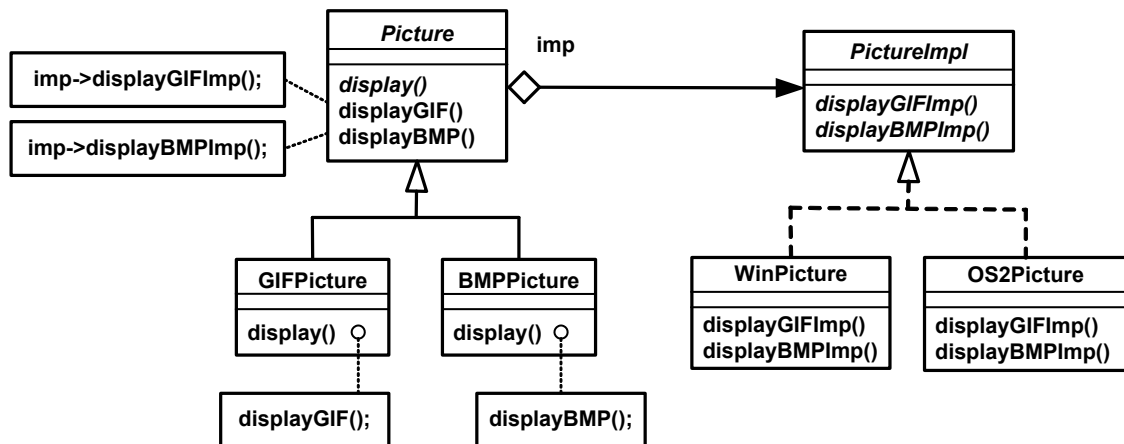 Picture
display()
displayGIF()
displayBMP()
imp->displayGIFImp();
imp->displayBMPImp();
imp
PictureImpl
displayGIFImp()
displayBMPImp()
GIFPicture
display()
displayGIF();
BMPPicture
display()
displayBMP();
WinPicture
displayGIFImp()
displayBMPImp()
OS2Picture
displayGIFImp()
displayBMPImp()